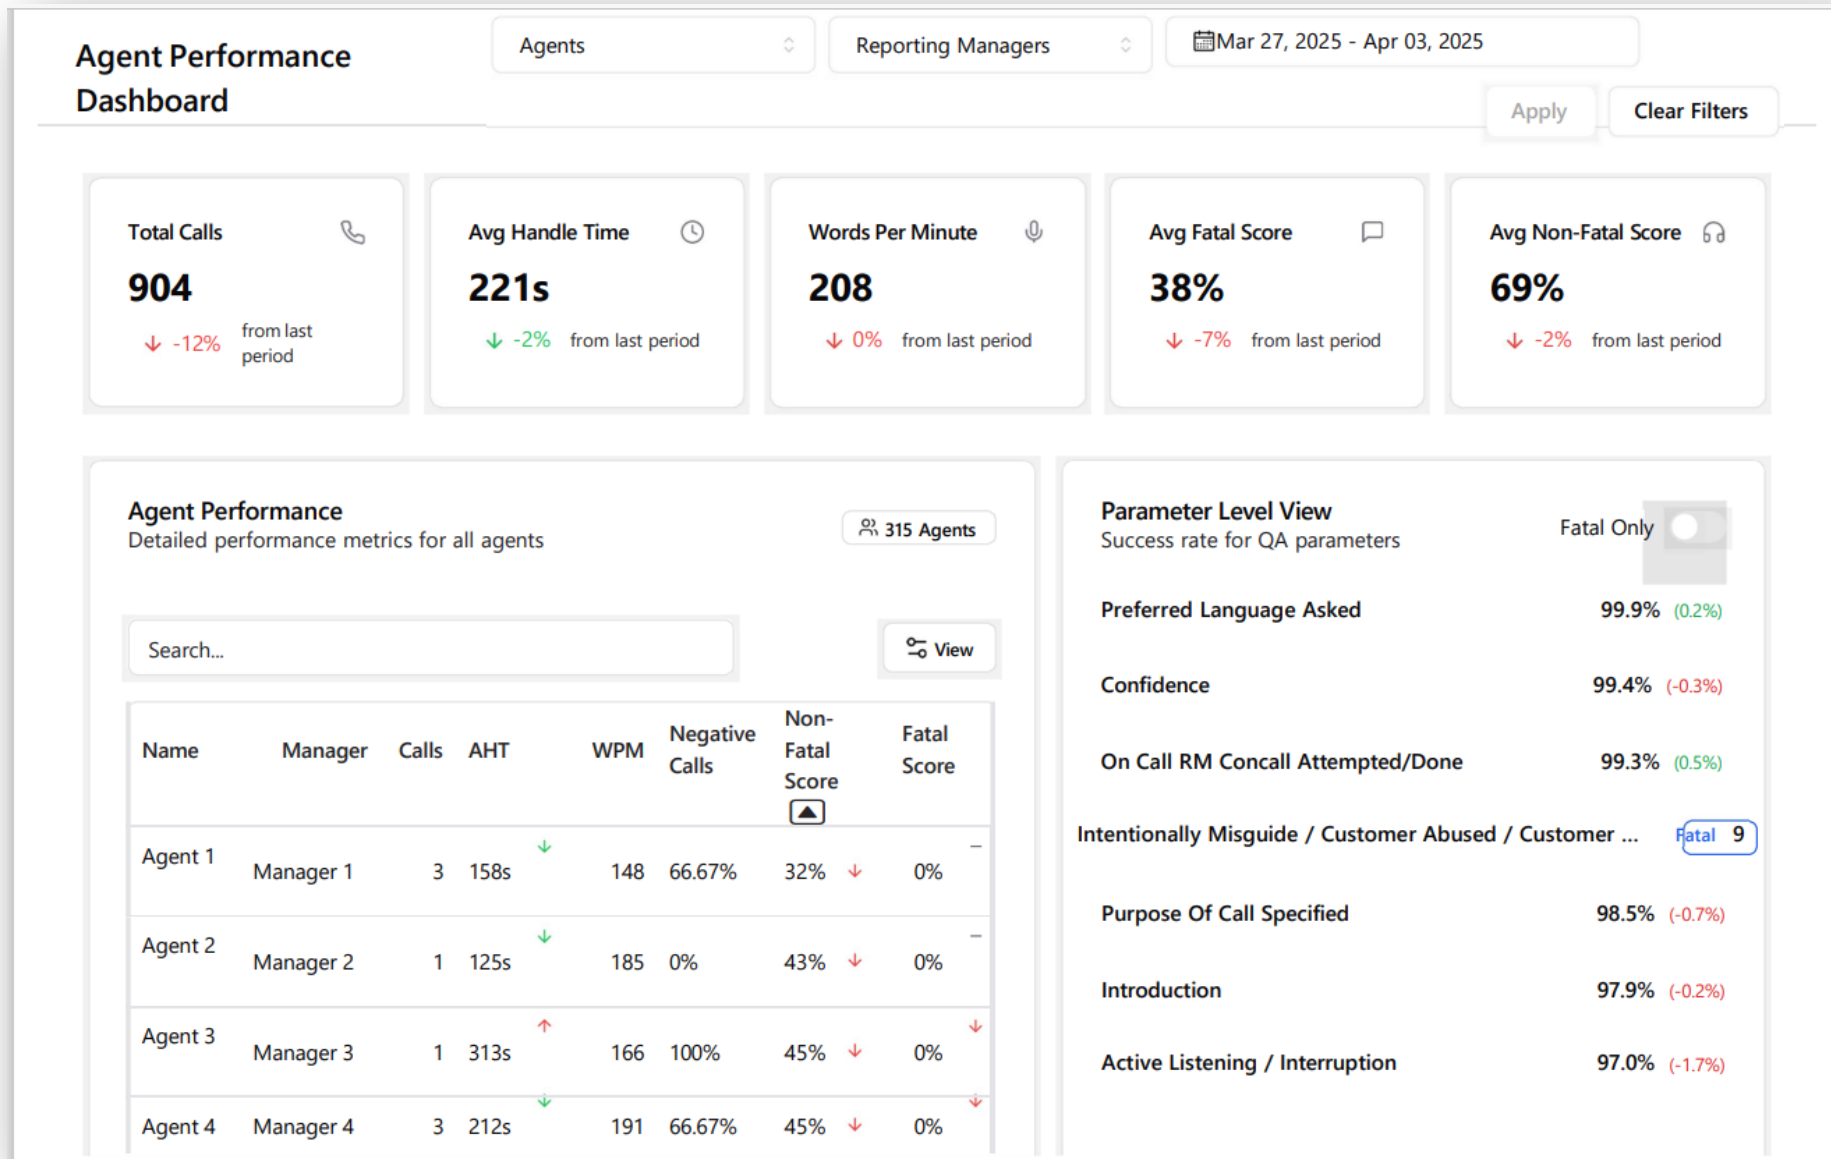 Agent Performance
Dashboard
Agents
Reporting Managers
Mar 27, 2025 - Apr 03, 2025
Apply
Clear Filters
Total Calls
904
-12% from last
period
Avg Handle Time
221s
-2% from last period
Words Per Minute
208
0% from last period
Avg Fatal Score
38%
-7% from last period
Avg Non-Fatal Score
69%
-2% from last period
Agent Performance
Detailed performance metrics for all agents
315 Agents
Search...
View
Name Manager Calls AHT WPM Negative Calls Non-Fatal Score Fatal Score
Agent 1 Manager 1 3 158s 148 66.67% 32% 0%
Agent 2 Manager 2 1 125s 185 0% 43% 0%
Agent 3 Manager 3 1 313s 166 100% 45% 0%
Agent 4 Manager 4 3 212s 191 66.67% 45% 0%
Parameter Level View
Success rate for QA parameters
Fatal Only
Preferred Language Asked 99.9% (0.2%)
Confidence 99.4% (-0.3%)
On Call RM Concall Attempted/Done 99.3% (0.5%)
Intentionally Misguide / Customer Abused / Customer ... Fatal 9
Purpose Of Call Specified 98.5% (-0.7%)
Introduction 97.9% (-0.2%)
Active Listening / Interruption 97.0% (-1.7%)